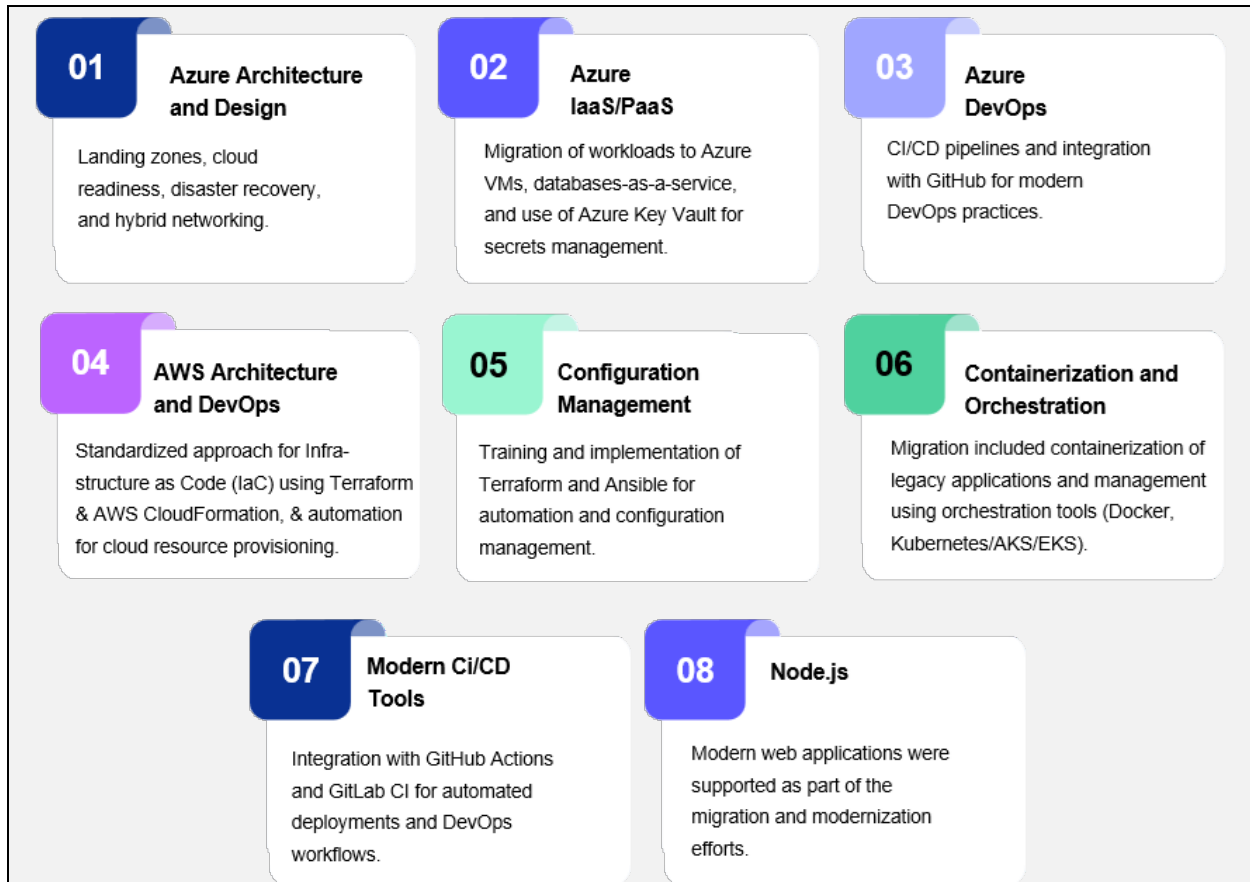 01
Azure Architecture
and Design
Landing zones, cloud
readiness, disaster recovery,
and hybrid networking.
02
Azure
IaaS/PaaS
Migration of workloads to Azure
VMs, databases-as-a-service,
and use of Azure Key Vault for
secrets management.
03
Azure
DevOps
CI/CD pipelines and integration
with GitHub for modern
DevOps practices.
04
AWS Architecture
and DevOps
Standardized approach for Infra-
structure as Code (IaC) using Terraform
& AWS CloudFormation, & automation
for cloud resource provisioning.
05
Configuration
Management
Training and implementation of
Terraform and Ansible for
automation and configuration
management.
06
Containerization and
Orchestration
Migration included containerization of
legacy applications and management
using orchestration tools (Docker,
Kubernetes/AKS/EKS).
07
Modern Ci/CD
Tools
Integration with GitHub Actions
and GitLab CI for automated
deployments and DevOps
workflows.
08
Node.js
Modern web applications were
supported as part of the
migration and modernization
efforts.